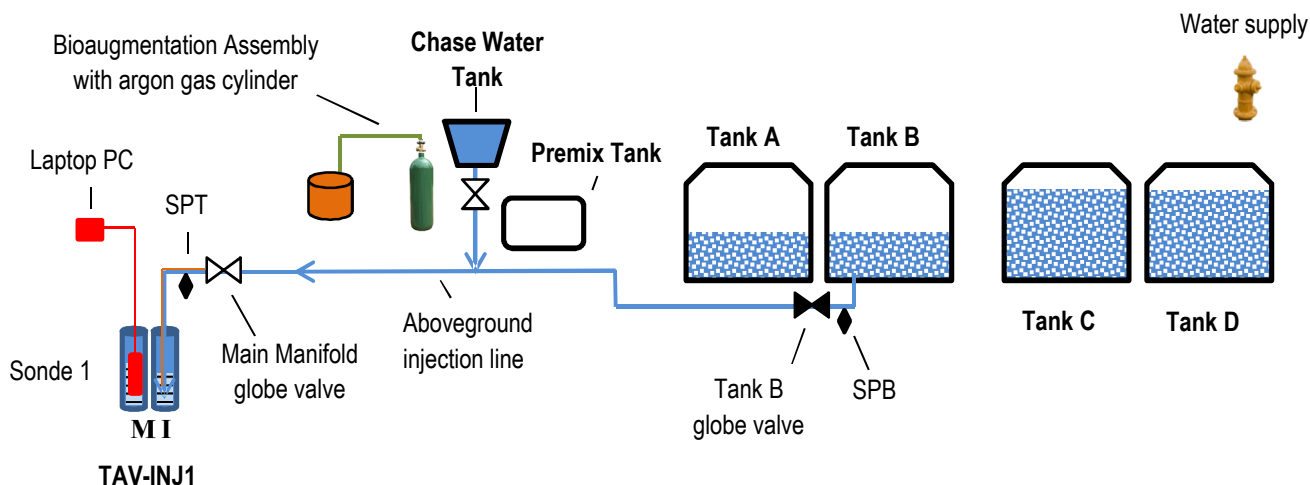 Water supply
Bioaugmentation Assembly
with argon gas cylinder
Chase Water
Tank
Tank A
Tank B
Premix Tank
Laptop PC
SPT
Aboveground
injection line
Tank C
Tank D
Sonde 1
Main Manifold
globe valve
Tank B
globe valve
SPB
M I
TAV-INJ1